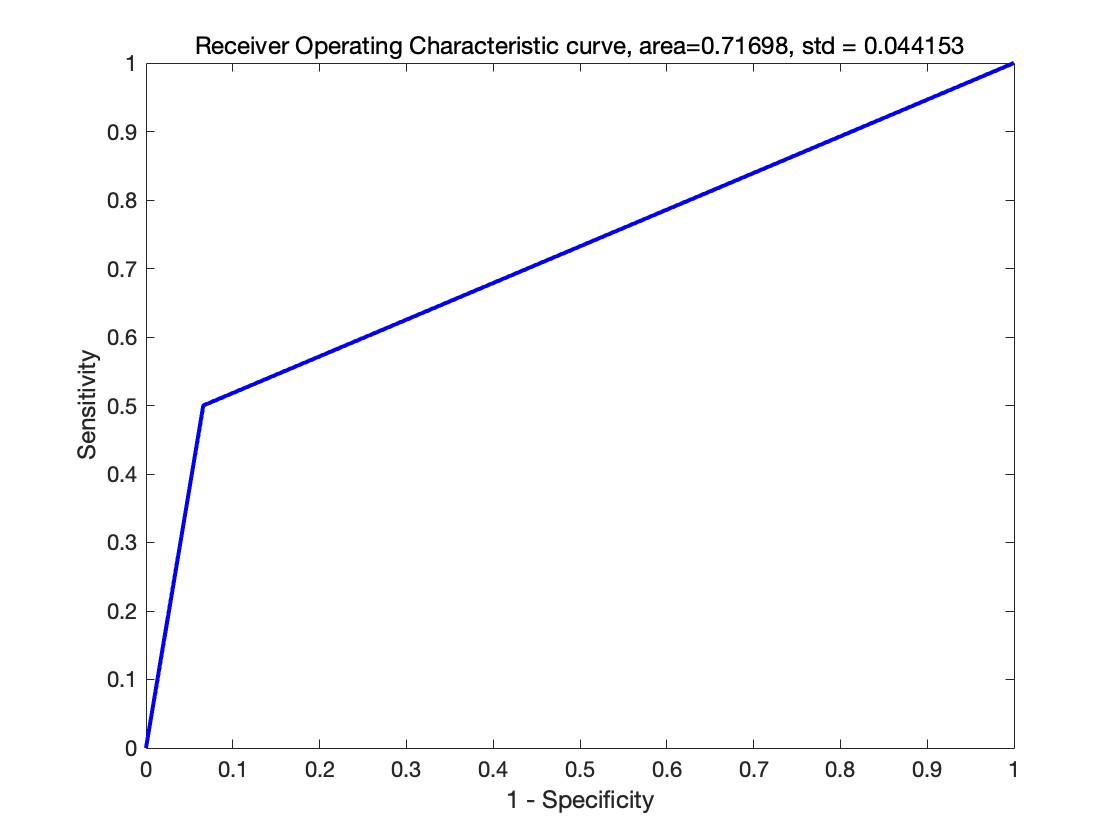 Receiver Operating Characteristic curve, area=0.71698, std = 0.044153
1
0.9
0.8
0.7
0.6
0.5
0.4
0.3
0.2
0.1
0
Sensitivity
0 0.1 0.2 0.3 0.4 0.5 0.6 0.7 0.8 0.9 1
1 - Specificity